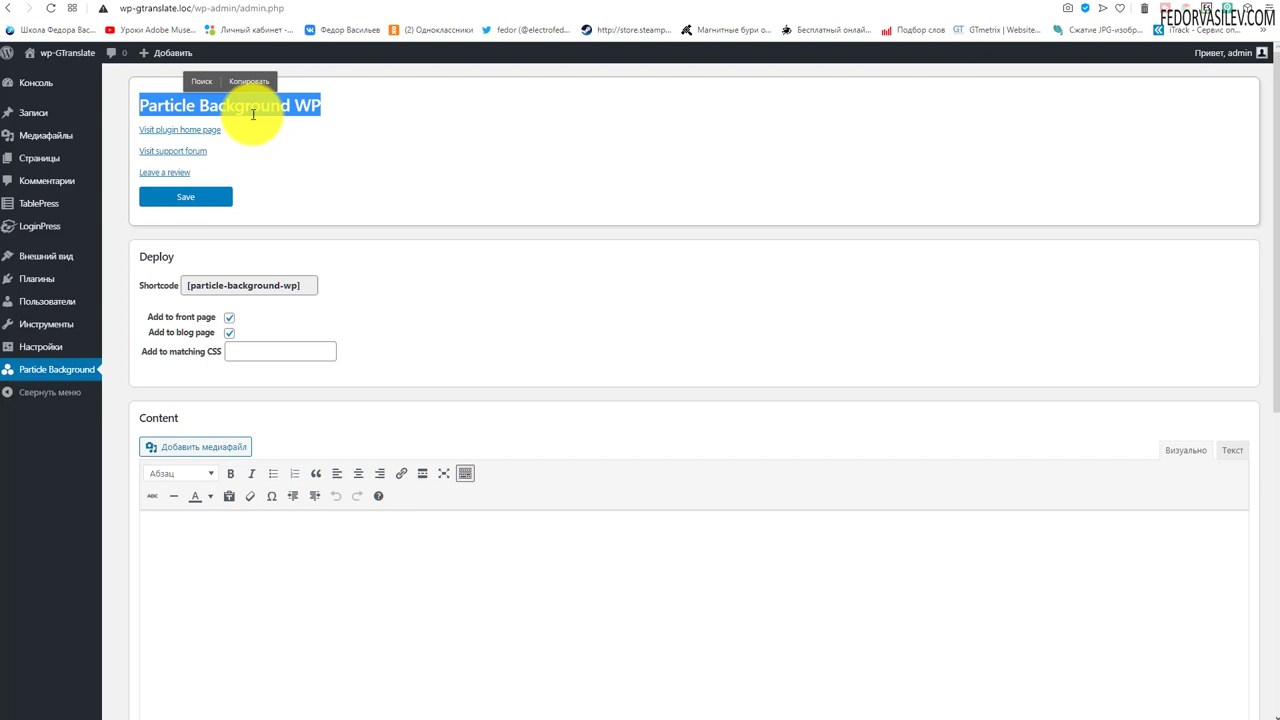 wp-gtranslate.loc/wp-admin/admin.php
FEDORVASILEV.COM
Школа Федора Вас...
Уроки Adobe Muse...
Личный кабинет -...
Федор Васильев
(2) Одноклассники
fedor (@electrofed...
http://store.steamp...
Магнитные бури о...
Бесплатный онлай...
Подбор слов
GTmetrix | Website...
Сжатие JPG-изобр...
iTrack - Сервис оп...
wp-GTranslate
0
Добавить
Привет, admin
Консоль
Записи
Медиафайлы
Страницы
Комментарии
TablePress
LoginPress
Внешний вид
Плагины
Пользователи
Инструменты
Настройки
Particle Background
Свернуть меню
Поиск
Копировать
Particle Background WP
Visit plugin home page
Visit support forum
Leave a review
Save
Deploy
Shortcode [particle-background-wp]
Add to front page
Add to blog page
Add to matching CSS
Content
Добавить медиафайл
Визуально
Текст
Абзац
B I
ABC
A
Ω